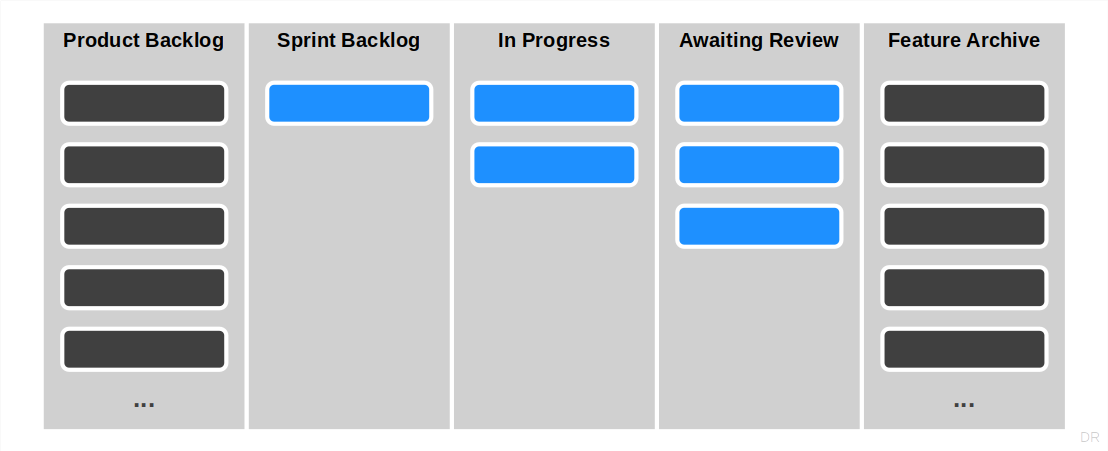 Product Backlog
Sprint Backlog
In Progress
Awaiting Review
Feature Archive
...
...
DR